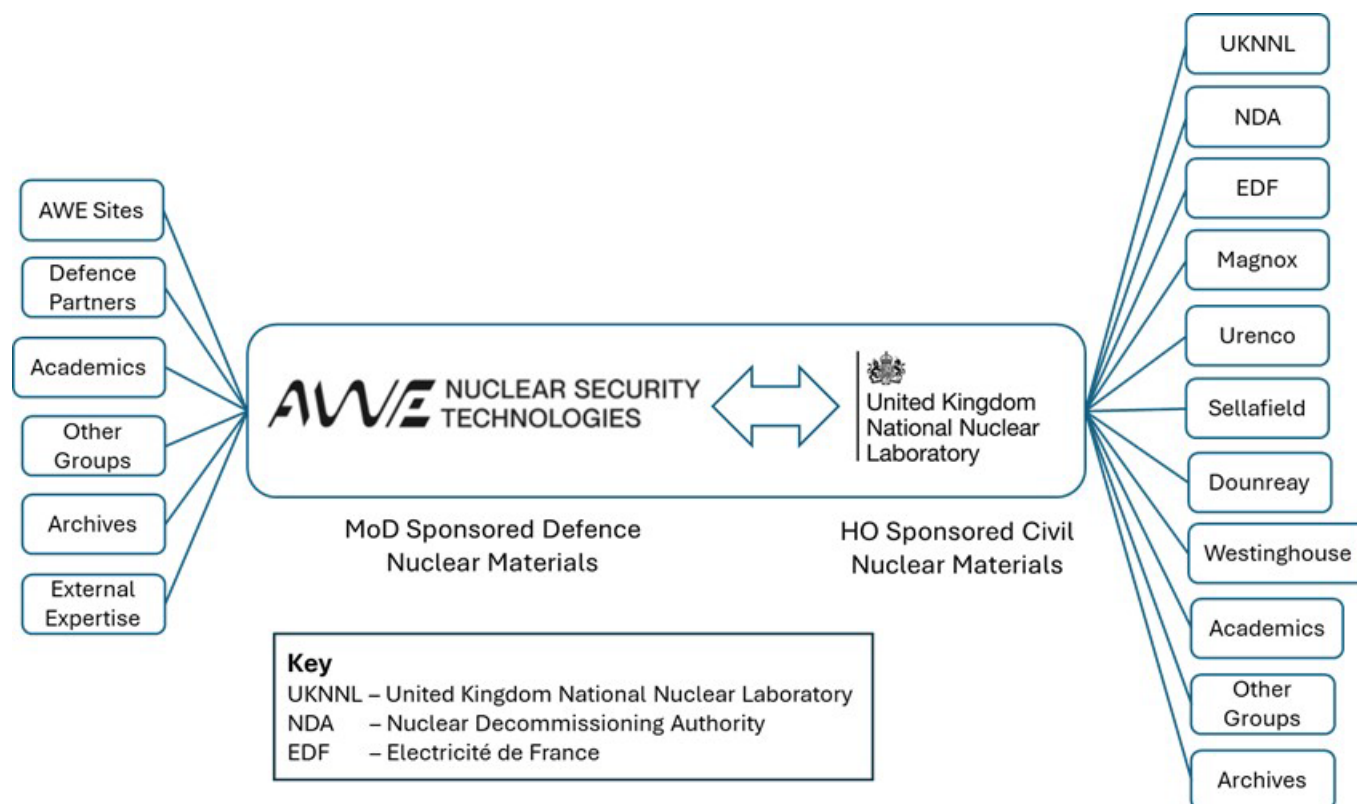 AWE Sites
Defence
Partners
Academics
Other
Groups
Archives
External
Expertise
AWE NUCLEAR SECURITY
TECHNOLOGIES
United Kingdom
National Nuclear
Laboratory
MoD Sponsored Defence
Nuclear Materials
HO Sponsored Civil
Nuclear Materials
UKNNL
NDA
EDF
Magnox
Urenco
Sellafield
Dounreay
Westinghouse
Academics
Other
Groups
Archives
Key
UKNNL – United Kingdom National Nuclear Laboratory
NDA – Nuclear Decommissioning Authority
EDF – Electricité de France